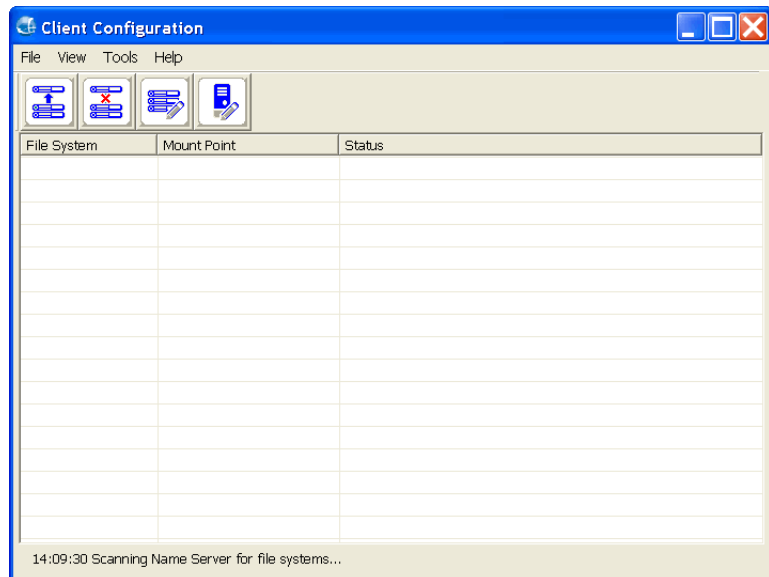 Client Configuration
File View Tools Help
File System Mount Point Status
14:09:30 Scanning Name Server for file systems...